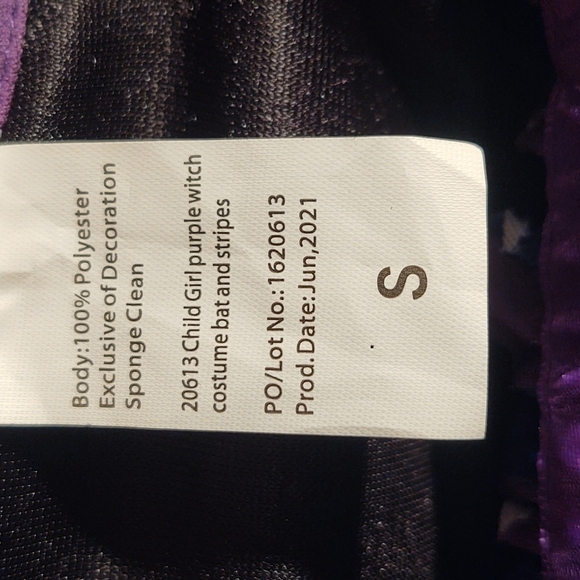 Body:100% Polyester
Exclusive of Decoration
Sponge Clean
20613 Child Girl purple witch
costume bat and stripes
PO/Lot No.:1620613
Prod.Date:Jun,2021
S